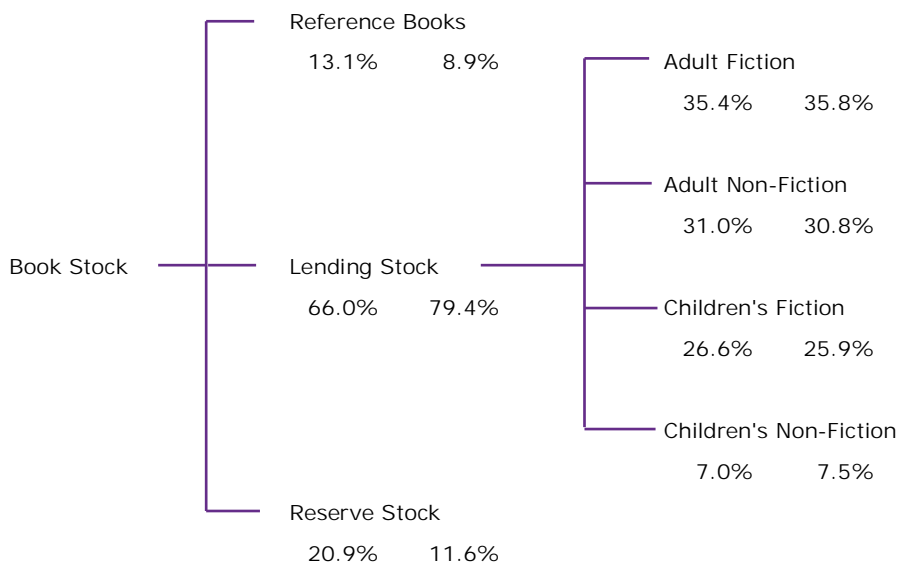 Reference Books
13.1% 8.9%
Adult Fiction
35.4% 35.8%
Adult Non-Fiction
31.0% 30.8%
Book Stock
Lending Stock
66.0% 79.4%
Children's Fiction
26.6% 25.9%
Children's Non-Fiction
7.0% 7.5%
Reserve Stock
20.9% 11.6%